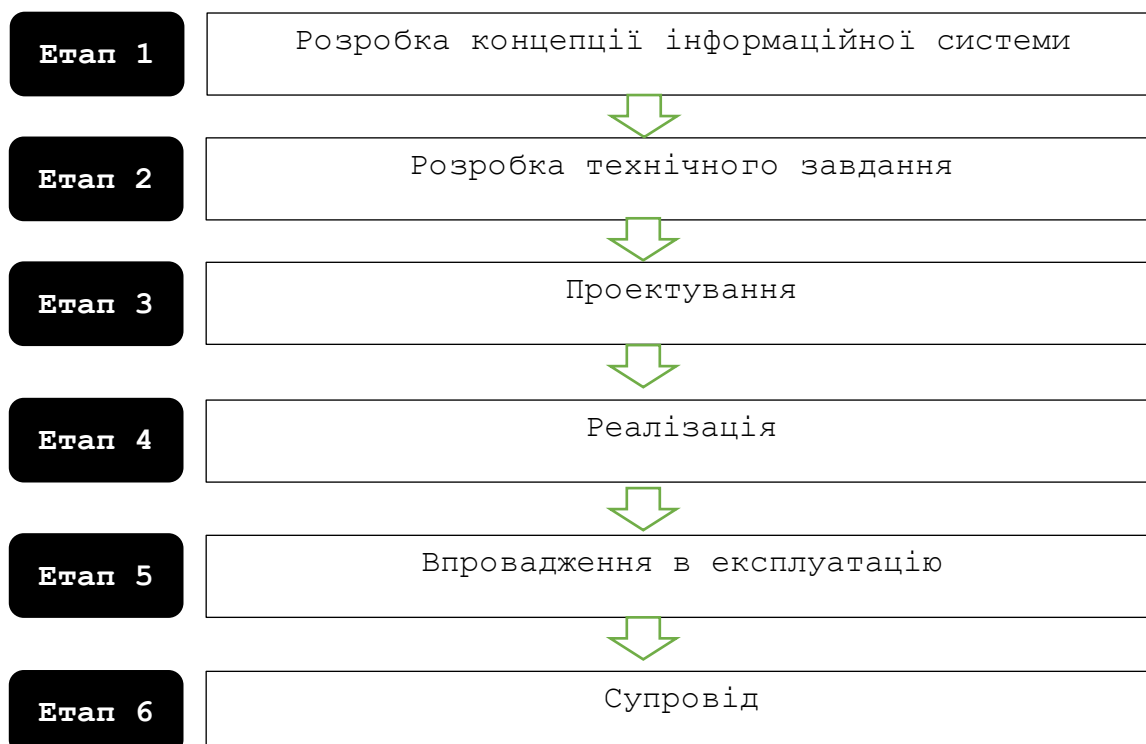 Етап 1
Розробка концепції інформаційної системи
Етап 2
Розробка технічного завдання
Етап 3
Проектування
Етап 4
Реалізація
Етап 5
Впровадження в експлуатацію
Етап 6
Супровід